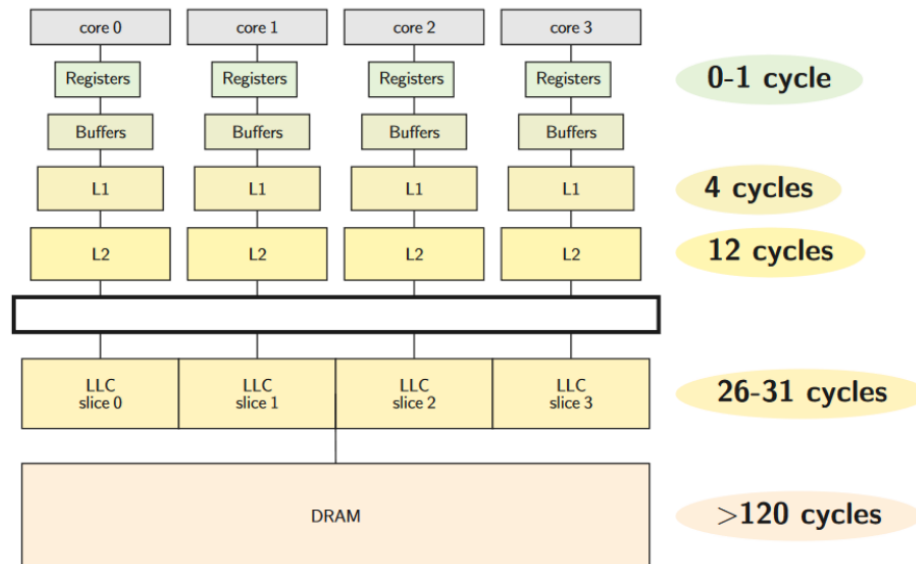 core 0
core 1
core 2
core 3
Registers
Registers
Registers
Registers
0-1 cycle
Buffers
Buffers
Buffers
Buffers
L1
L1
L1
L1
4 cycles
L2
L2
L2
L2
12 cycles
LLC
slice 0
LLC
slice 1
LLC
slice 2
LLC
slice 3
26-31 cycles
DRAM
>120 cycles